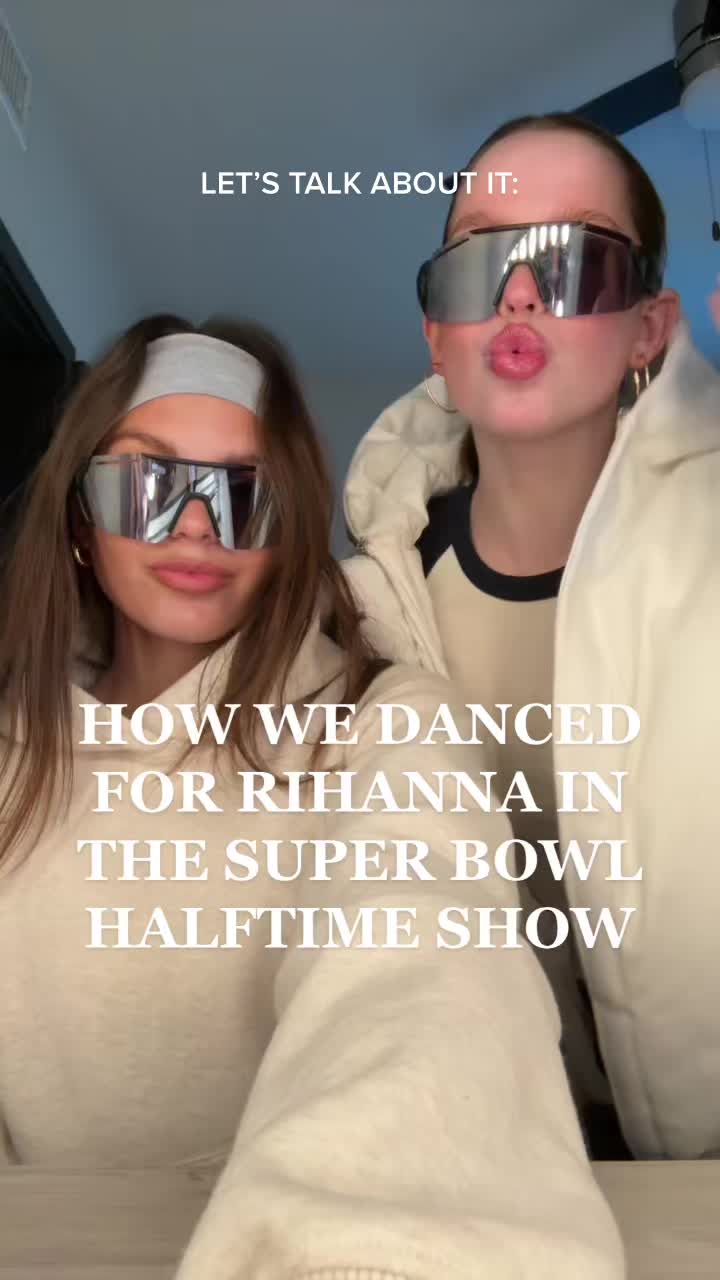 LET’S TALK ABOUT IT:
HOW WE DANCED
FOR RIHANNA IN
THE SUPER BOWL
HALFTIME SHOW